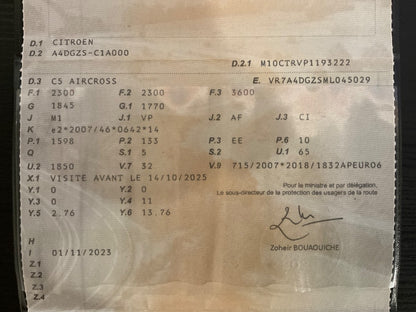 D.1 CITROEN
D.2 A4DGZS-C1A000
D.2.1 M10CTRVP1193222
D.3 C5 AIRCROSS E. VR7A4DGZSML045029
F.1 2300 F.2 2300 F.3 3600
G 1845 G.1 1770
J M1 J.1 VP J.2 AF J.3 CI
K e2*2007/46*0642*14
P.1 1598 P.2 133 P.3 EE P.6 10
Q S.1 5 S.2 U.1 65
U.2 1850 V.7 32 V.9 715/2007*2018/1832APEURO6
X.1 VISITE AVANT LE 14/10/2025
Y.1 0 Y.2 0
Y.3 0 Y.4 11
Y.5 2.76 Y.6 13.76
Pour le ministre et par délégation,
Le sous-directeur de la protection des usagers de la route
Zoheir BOUAOUICHE
H
I 01/11/2023
Z.1
Z.2
Z.3
Z.4